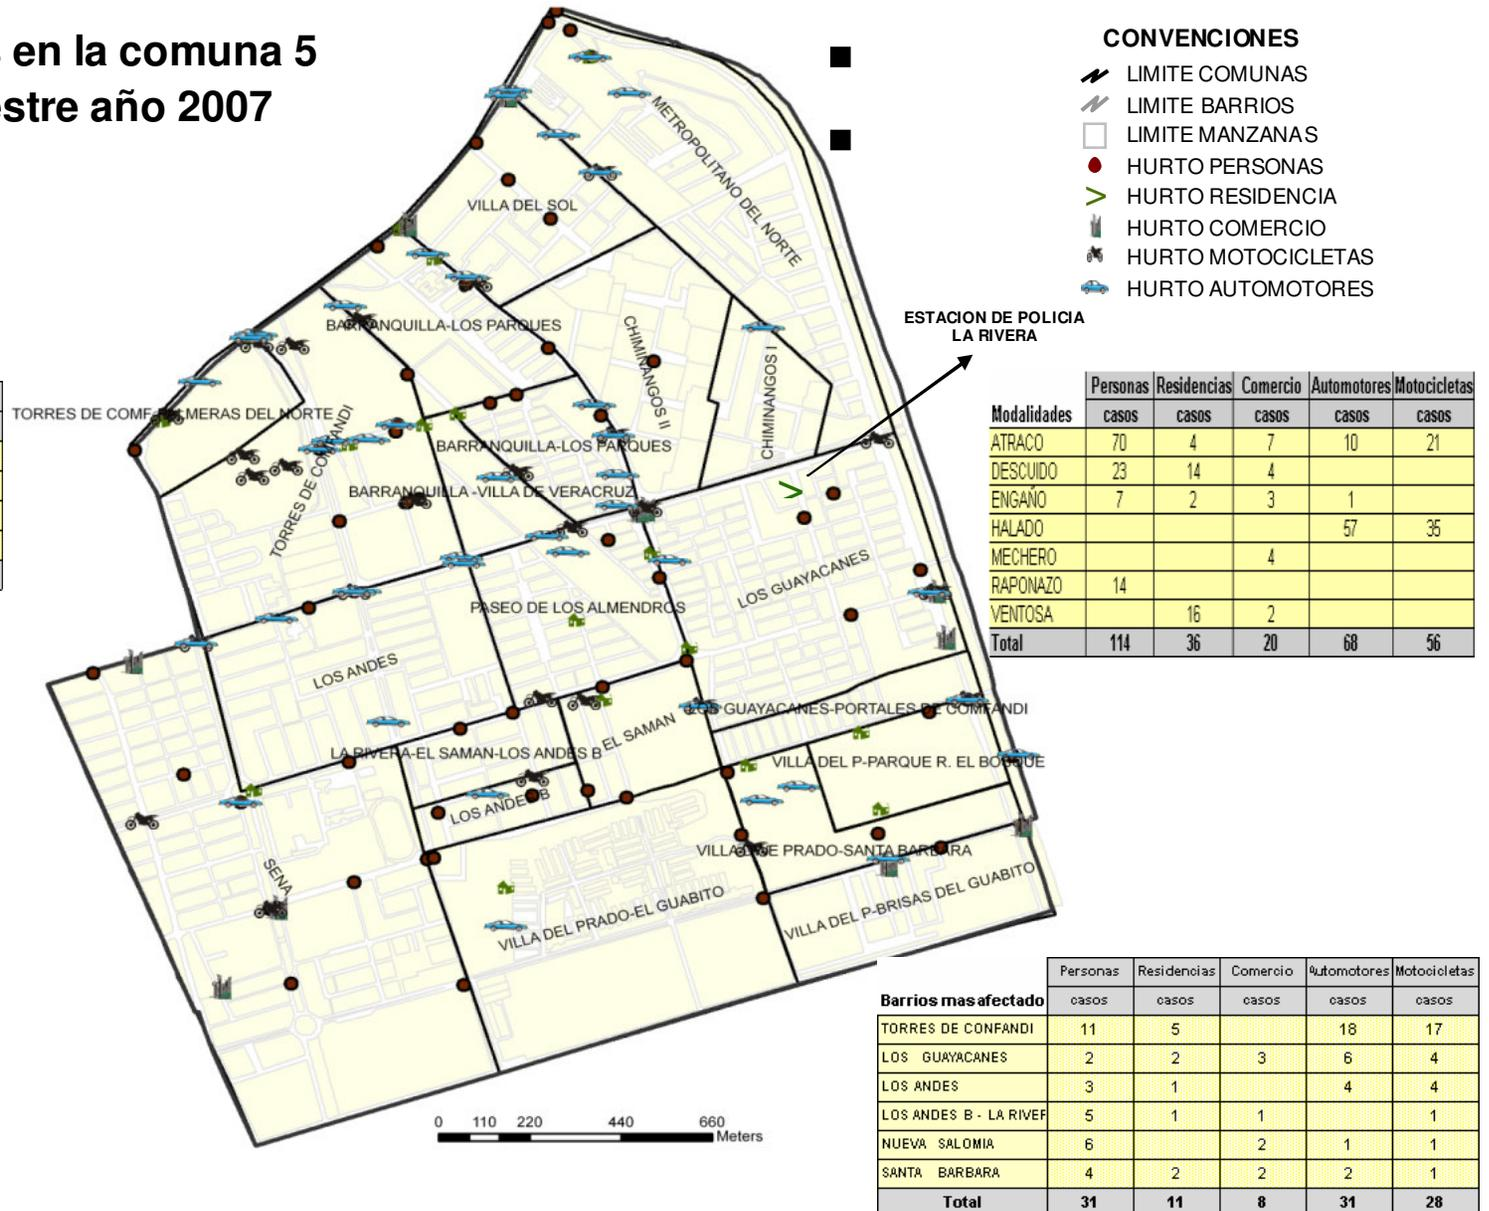 s en la comuna 5
estre año 2007
CONVENCIONES
LIMITE COMUNAS
LIMITE BARRIOS
LIMITE MANZANAS
HURTO PERSONAS
HURTO RESIDENCIA
HURTO COMERCIO
HURTO MOTOCICLETAS
HURTO AUTOMOTORES
METROPOLITANO DEL NORTE
VILLA DEL SOL
BARRANQUILLA-LOS PARQUES
CHIMINANGOS II
CHIMINANGOS I
ESTACION DE POLICIA
LA RIVERA
TORRES DE COMF-PALMERAS DEL NORTE
TORRES DE COMFANDI
BARRANQUILLA-LOS PARQUES
BARRANQUILLA -VILLA DE VERACRUZ
LOS GUAYACANES
PASEO DE LOS ALMENDROS
LOS ANDES
LOS GUAYACANES-PORTALES DE COMFANDI
EL SAMAN
LA RIVERA-EL SAMAN-LOS ANDES B
VILLA DEL P-PARQUE R. EL BOSQUE
LOS ANDES B
SENA
PRADO-SANTA BARBARA
VILLA DEL PRADO-EL GUABITO
VILLA DEL P-BRISAS DEL GUABITO
0 110 220 440 660
Meters
Personas Residencias Comercio Automotores Motocicletas
Modalidades casos casos casos casos casos
ATRACO 70 4 7 10 21
DESCUIDO 23 14 4
ENGAÑO 7 2 3 1
HALADO 57 35
MECHERO 4
RAPONAZO 14
VENTOSA 16 2
Total 114 36 20 68 56
Personas Residencias Comercio Automotores Motocicletas
Barrios mas afectado casos casos casos casos casos
TORRES DE CONFANDI 11 5 18 17
LOS GUAYACANES 2 2 3 6 4
LOS ANDES 3 1 4 4
LOS ANDES B - LA RIVER 5 1 1 1
NUEVA SALOMIA 6 2 1 1
SANTA BARBARA 4 2 2 2 1
Total 31 11 8 31 28